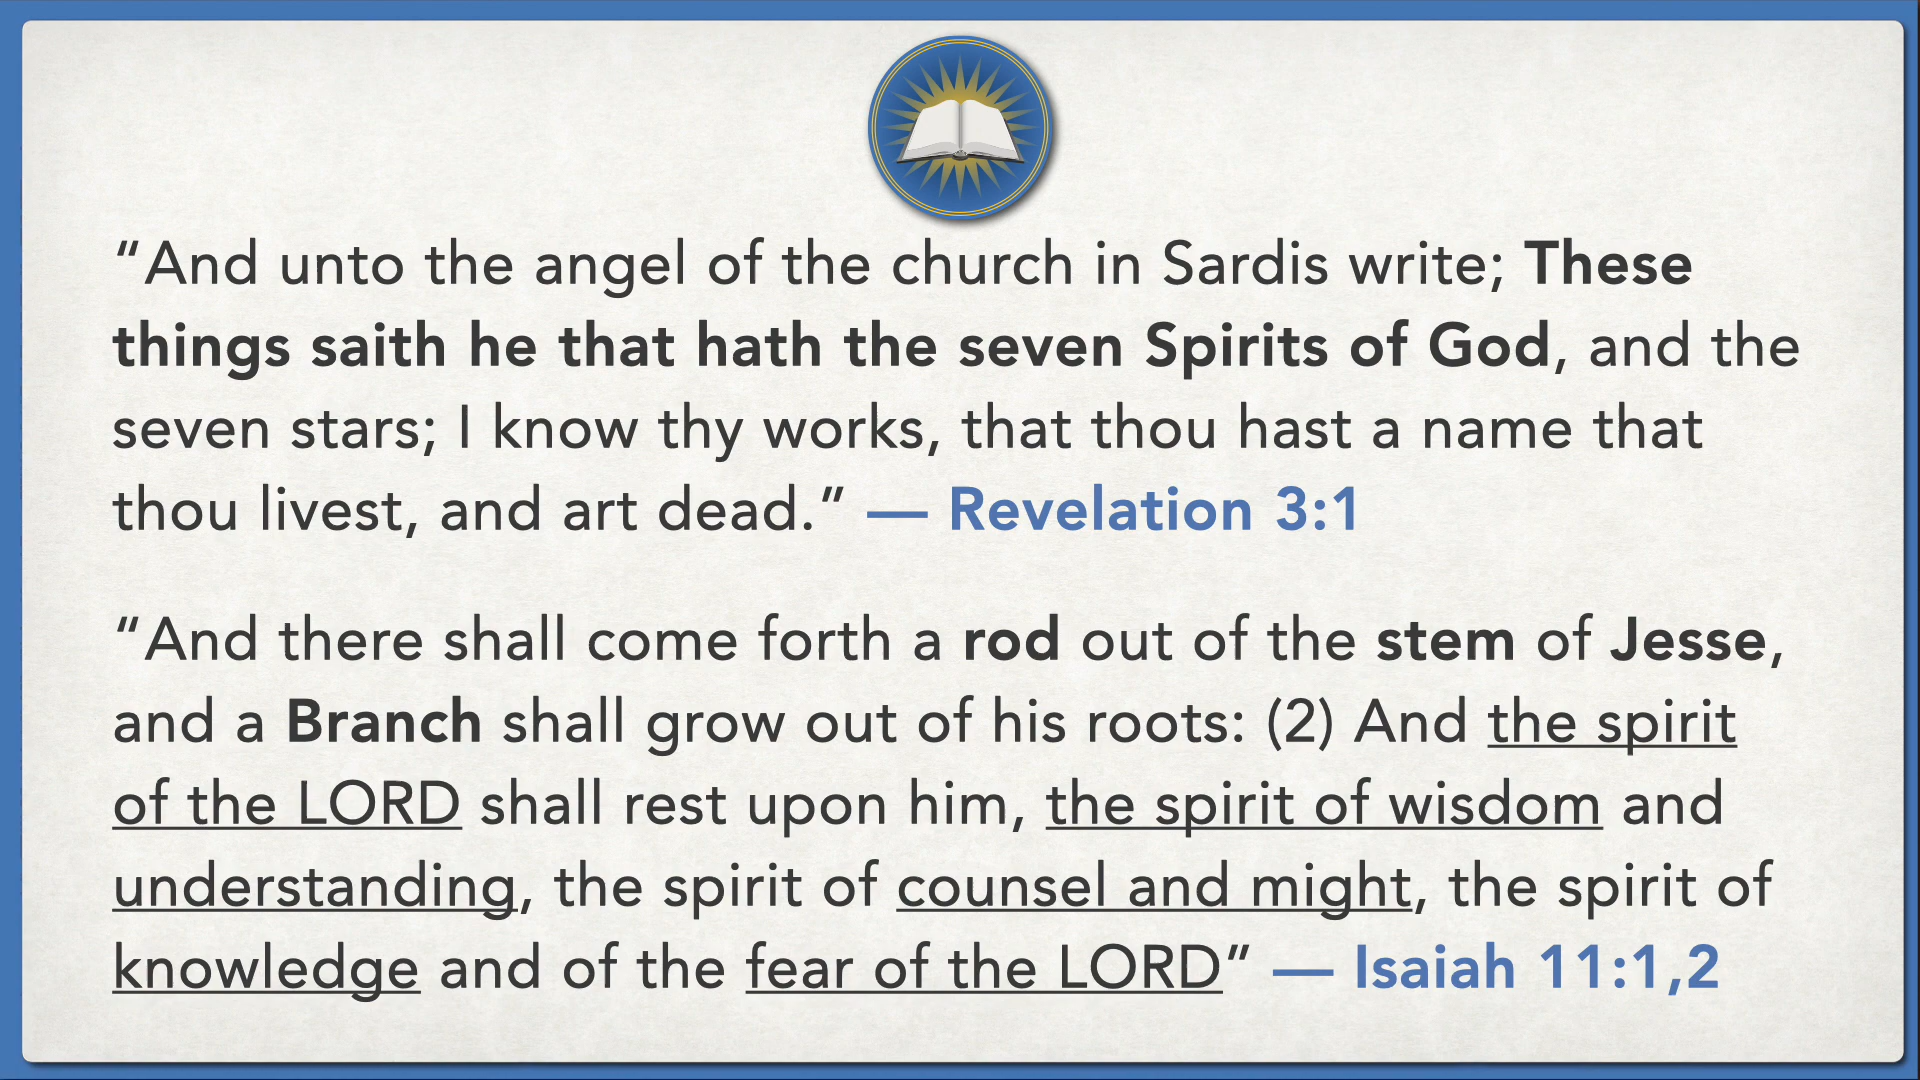 “And unto the angel of the church in Sardis write; These
things saith he that hath the seven Spirits of God, and the
seven stars; I know thy works, that thou hast a name that
thou livest, and art dead.” — Revelation 3:1
“And there shall come forth a rod out of the stem of Jesse,
and a Branch shall grow out of his roots: (2) And the spirit
of the LORD shall rest upon him, the spirit of wisdom and
understanding, the spirit of counsel and might, the spirit of
knowledge and of the fear of the LORD” — Isaiah 11:1,2